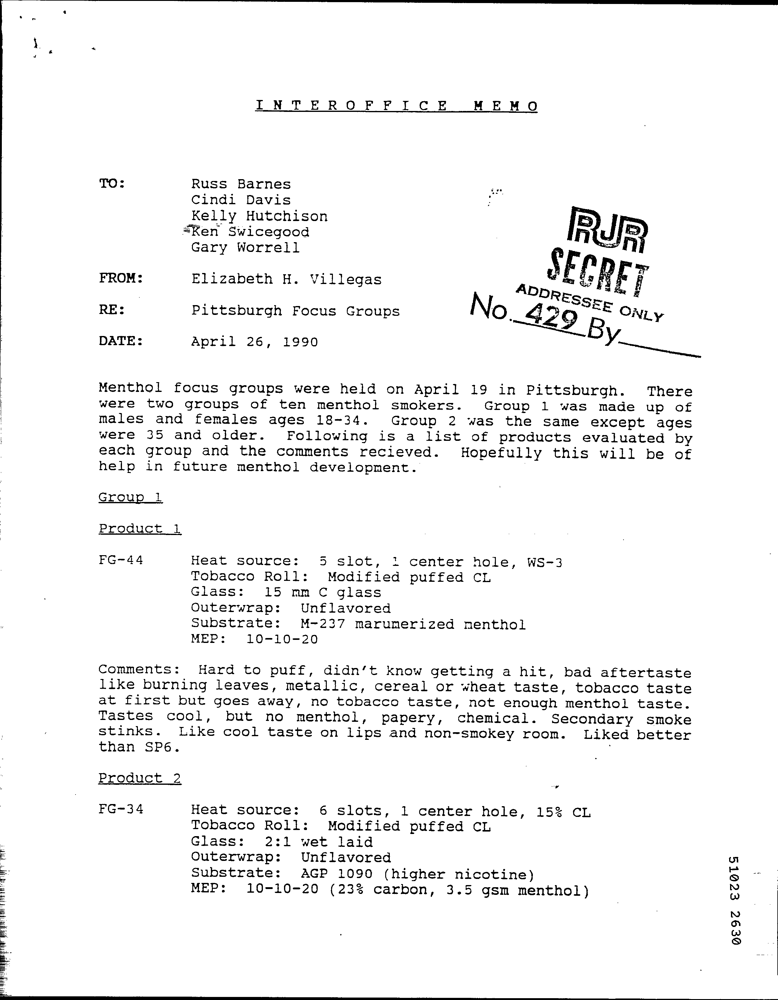 INTEROFFICE MEMO
TO: Russ Barnes
Cindi Davis
Kelly Hutchison
Ken Swicegood
Gary Worrell
FROM: Elizabeth H. Villegas
RE: Pittsburgh Focus Groups
DATE: April 26, 1990
RJR
SECRET
ADDRESSEE ONLY
No. 429 By
Menthol focus groups were held on April 19 in Pittsburgh. There
were two groups of ten menthol smokers. Group 1 was made up of
males and females ages 18-34. Group 2 was the same except ages
were 35 and older. Following is a list of products evaluated by
each group and the comments recieved. Hopefully this will be of
help in future menthol development.
Group 1
Product 1
FG-44 Heat source: 5 slot, 1 center hole, WS-3
Tobacco Roll: Modified puffed CL
Glass: 15 mm C glass
Outerwrap: Unflavored
Substrate: M-237 marumerized menthol
MEP: 10-10-20
Comments: Hard to puff, didn't know getting a hit, bad aftertaste
like burning leaves, metallic, cereal or wheat taste, tobacco taste
at first but goes away, no tobacco taste, not enough menthol taste.
Tastes cool, but no menthol, papery, chemical. Secondary smoke
stinks. Like cool taste on lips and non-smokey room. Liked better
than SP6.
Product 2
FG-34 Heat source: 6 slots, 1 center hole, 15% CL
Tobacco Roll: Modified puffed CL
Glass: 2:1 wet laid
Outerwrap: Unflavored
Substrate: AGP 1090 (higher nicotine)
MEP: 10-10-20 (23% carbon, 3.5 gsm menthol)
51023 2630